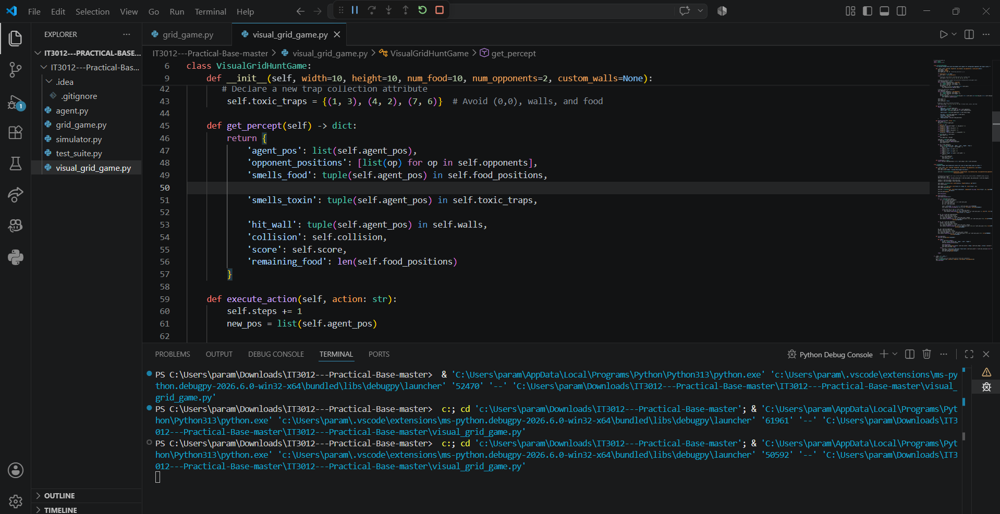 File Edit Selection View Go Run Terminal Help
EXPLORER
IT3012---PRACTICAL-BASE...
IT3012---Practical-Bas...
.idea
.gitignore
agent.py
grid_game.py
simulator.py
test_suite.py
visual_grid_game.py
OUTLINE
TIMELINE
1
grid_game.py
visual_grid_game.py
IT3012---Practical-Base-master > visual_grid_game.py > VisualGridHuntGame > get_percept
6 class VisualGridHuntGame:
9 def __init__(self, width=10, height=10, num_food=10, num_opponents=2, custom_walls=None):
42 # Declare a new trap collection attribute
43 self.toxic_traps = {(1, 3), (4, 2), (7, 6)} # Avoid (0,0), walls, and food
44
45 def get_percept(self) -> dict:
46 return {
47 'agent_pos': list(self.agent_pos),
48 'opponent_positions': [list(op) for op in self.opponents],
49 'smells_food': tuple(self.agent_pos) in self.food_positions,
50
51 'smells_toxin': tuple(self.agent_pos) in self.toxic_traps,
52
53 'hit_wall': tuple(self.agent_pos) in self.walls,
54 'collision': self.collision,
55 'score': self.score,
56 'remaining_food': len(self.food_positions)
57 }
58
59 def execute_action(self, action: str):
60 self.steps += 1
61 new_pos = list(self.agent_pos)
62
PROBLEMS OUTPUT DEBUG CONSOLE TERMINAL PORTS
Python Debug Console
PS C:\Users\param\Downloads\IT3012---Practical-Base-master> & 'C:\Users\param\AppData\Local\Programs\Python\Python313\python.exe' 'c:\Users\param\.vscode\extensions\ms-py
thon.debugpy-2026.6.0-win32-x64\bundled\libs\debugpy\launcher' '52470' '--' 'C:\Users\param\Downloads\IT3012---Practical-Base-master\IT3012---Practical-Base-master\visual_
grid_game.py'
PS C:\Users\param\Downloads\IT3012---Practical-Base-master> c:; cd 'c:\Users\param\Downloads\IT3012---Practical-Base-master'; & 'C:\Users\param\AppData\Local\Programs\Pyt
hon\Python313\python.exe' 'c:\Users\param\.vscode\extensions\ms-python.debugpy-2026.6.0-win32-x64\bundled\libs\debugpy\launcher' '61961' '--' 'C:\Users\param\Downloads\IT3
012---Practical-Base-master\IT3012---Practical-Base-master\visual_grid_game.py'
PS C:\Users\param\Downloads\IT3012---Practical-Base-master> c:; cd 'c:\Users\param\Downloads\IT3012---Practical-Base-master'; & 'C:\Users\param\AppData\Local\Programs\Pyt
hon\Python313\python.exe' 'c:\Users\param\.vscode\extensions\ms-python.debugpy-2026.6.0-win32-x64\bundled\libs\debugpy\launcher' '50592' '--' 'C:\Users\param\Downloads\IT3
012---Practical-Base-master\IT3012---Practical-Base-master\visual_grid_game.py'